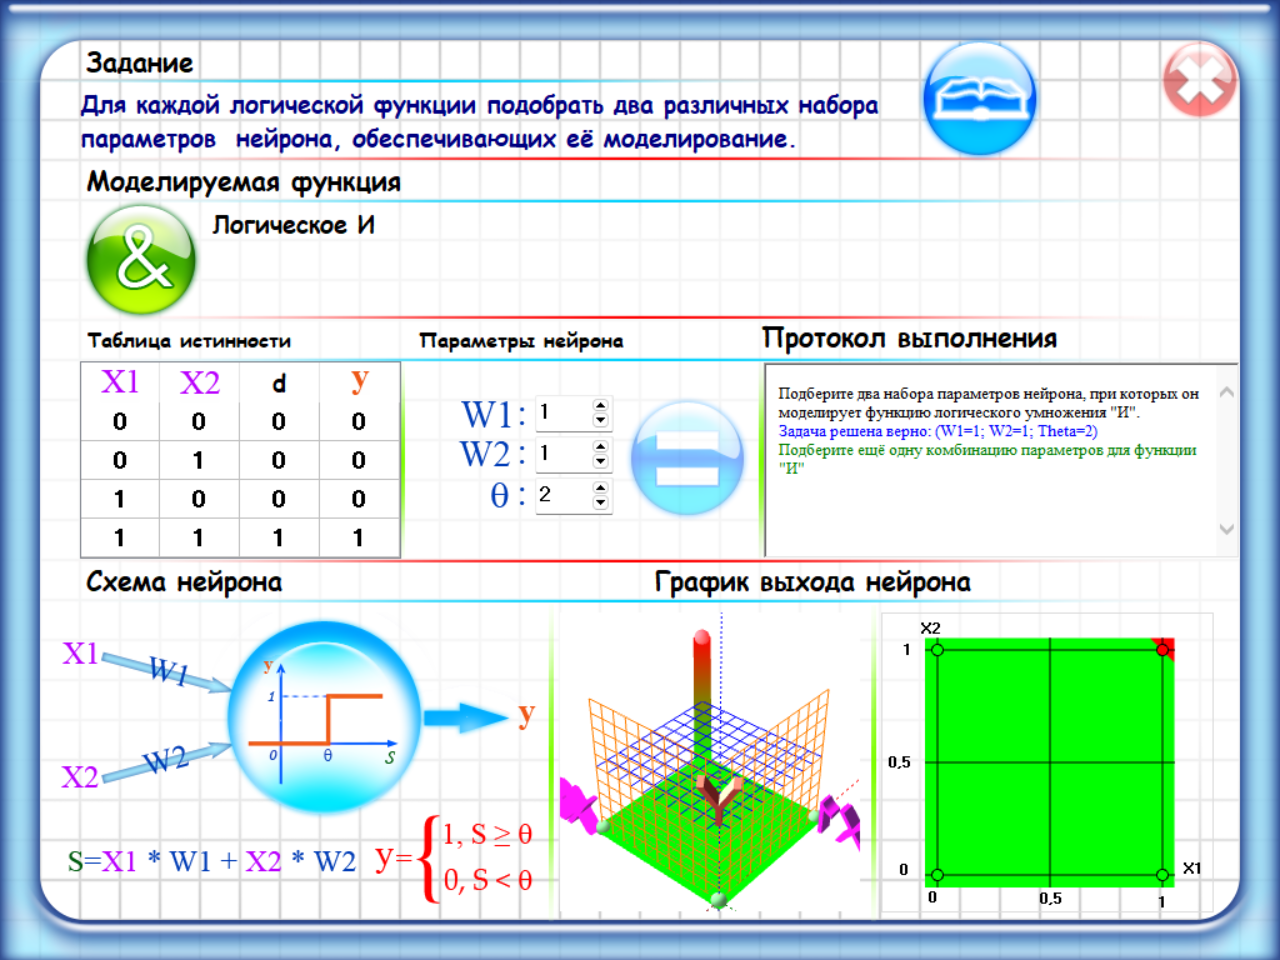 Задание
Для каждой логической функции подобрать два различных набора
параметров нейрона, обеспечивающих её моделирование.
Моделируемая функция
&
Логическое И
Таблица истинности
X1 X2 d y
0 0 0 0
0 1 0 0
1 0 0 0
1 1 1 1
Параметры нейрона
W1: 1
W2: 1
θ: 2
=
Протокол выполнения
Подберите два набора параметров нейрона, при которых он
моделирует функцию логического умножения "И".
Задача решена верно: (W1=1; W2=1; Theta=2)
Подберите ещё одну комбинацию параметров для функции
"И"
Схема нейрона
X1
W1
X2
W2
y
1
0 θ S
y
S=X1 * W1 + X2 * W2
y={
1, S ≥ θ
0, S < θ
График выхода нейрона
Y
X2
1
0,5
0
X1
0 0,5 1